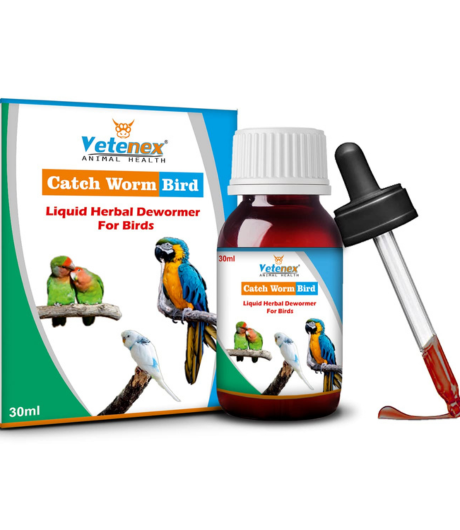 Vetenex®
ANIMAL HEALTH
Catch Worm Bird
Liquid Herbal Dewormer
For Birds
30ml
30ml
Vetenex®
ANIMAL HEALTH
Catch Worm Bird
Liquid Herbal Dewormer
For Birds